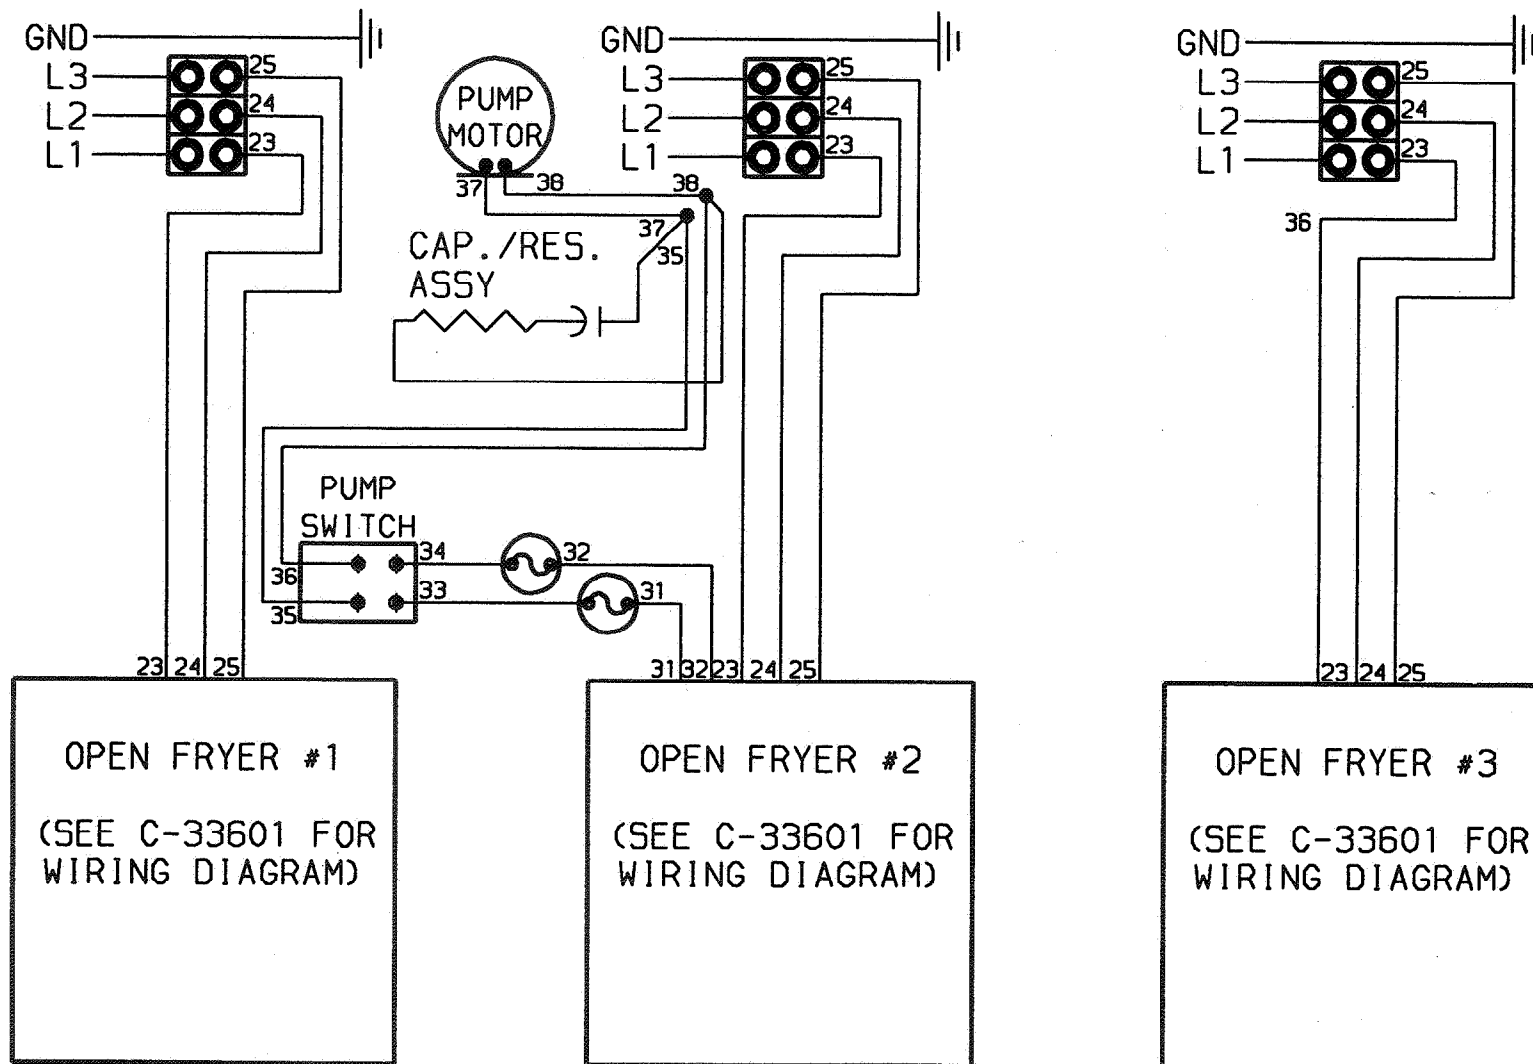 GND
L3
L2
L1
25
24
23
PUMP
MOTOR
37
38
38
37
35
CAP./RES.
ASSY
GND
L3
L2
L1
25
24
23
GND
L3
L2
L1
25
24
23
36
PUMP
SWITCH
36
35
34
33
32
31
23 24 25
31 32 23 24 25
23 24 25
OPEN FRYER #1
(SEE C-33601 FOR
WIRING DIAGRAM)
OPEN FRYER #2
(SEE C-33601 FOR
WIRING DIAGRAM)
OPEN FRYER #3
(SEE C-33601 FOR
WIRING DIAGRAM)